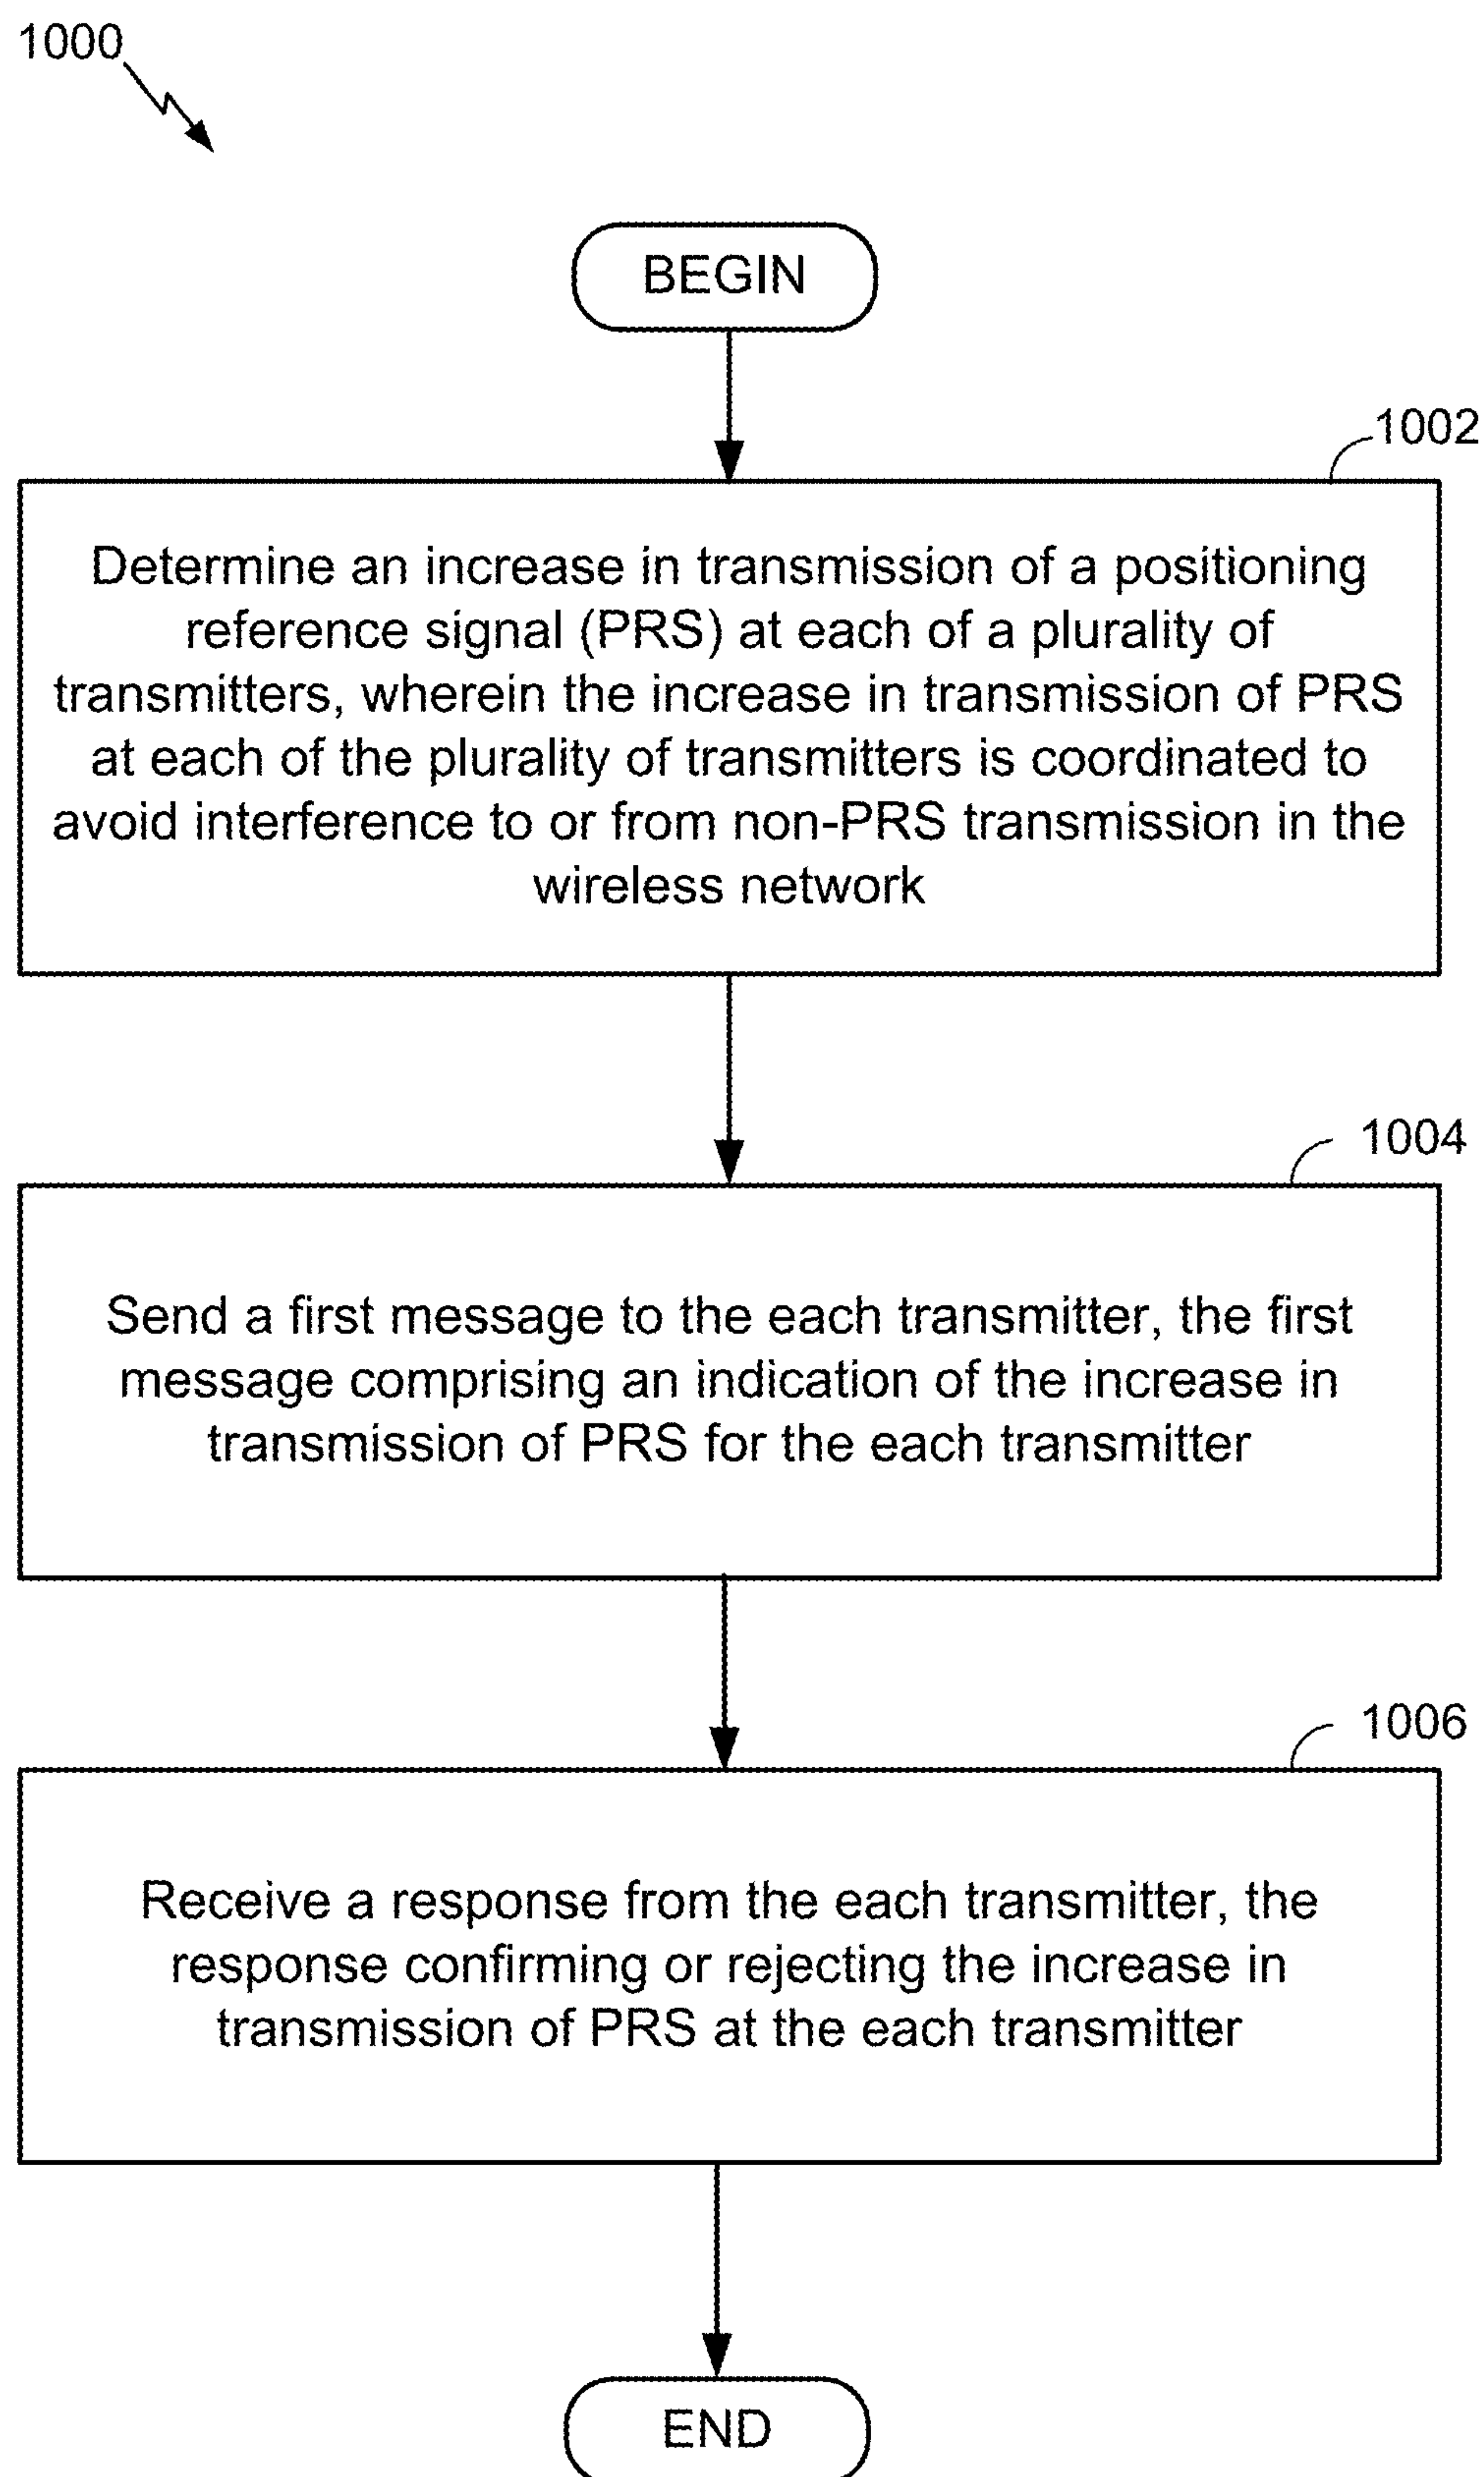 1000
BEGIN
1002
Determine an increase in transmission of a positioning
reference signal (PRS) at each of a plurality of
transmitters, wherein the increase in transmission of PRS
at each of the plurality of transmitters is coordinated to
avoid interference to or from non-PRS transmission in the
wireless network
1004
Send a first message to the each transmitter, the first
message comprising an indication of the increase in
transmission of PRS for the each transmitter
1006
Receive a response from the each transmitter, the
response confirming or rejecting the increase in
transmission of PRS at the each transmitter
END